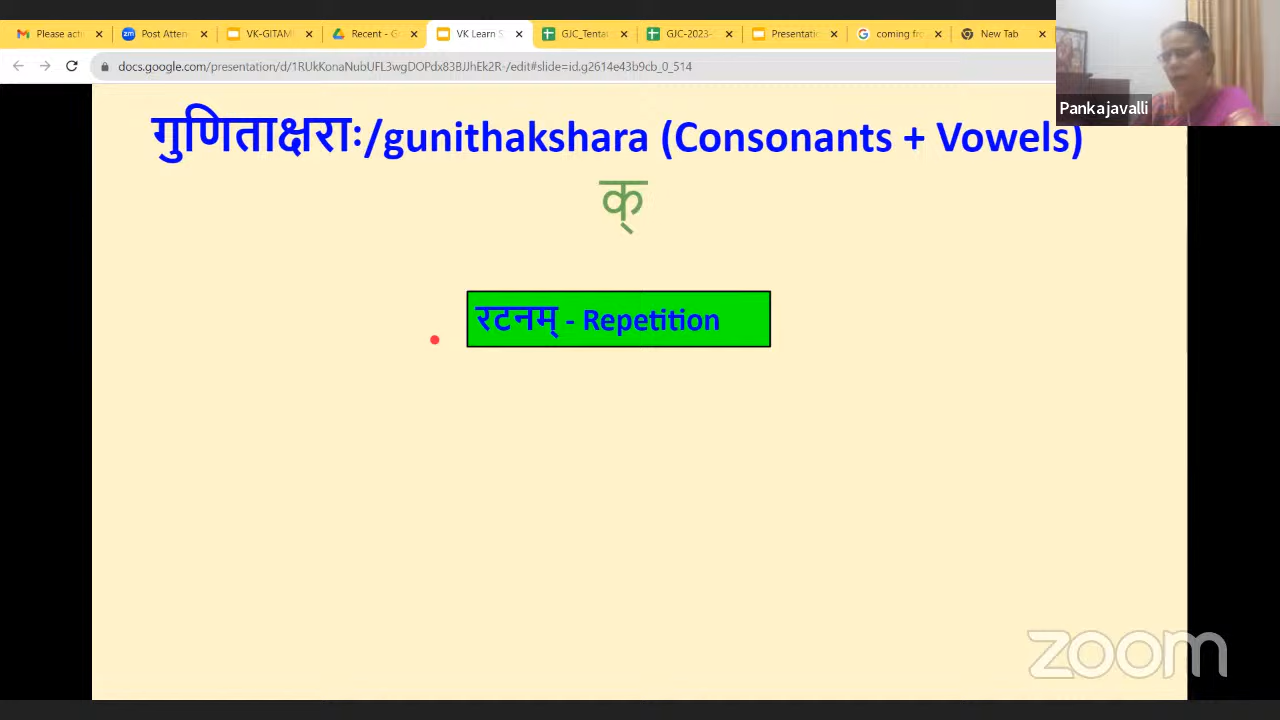 Please acti
Post Atten
VK-GITAM
Recent - G
VK Learn S
GJC_Tenta
GJC-2023-
Presentatio
coming fro
New Tab
docs.google.com/presentation/d/1RUkKonaNubUFL3wgDOPdx83BJJhEk2R-/edit#slide=id.g2614e43b9cb_0_514
Pankajavalli
गुणिताक्षराः/gunithakshara (Consonants + Vowels)
क्
रटनम् - Repetition
zoom